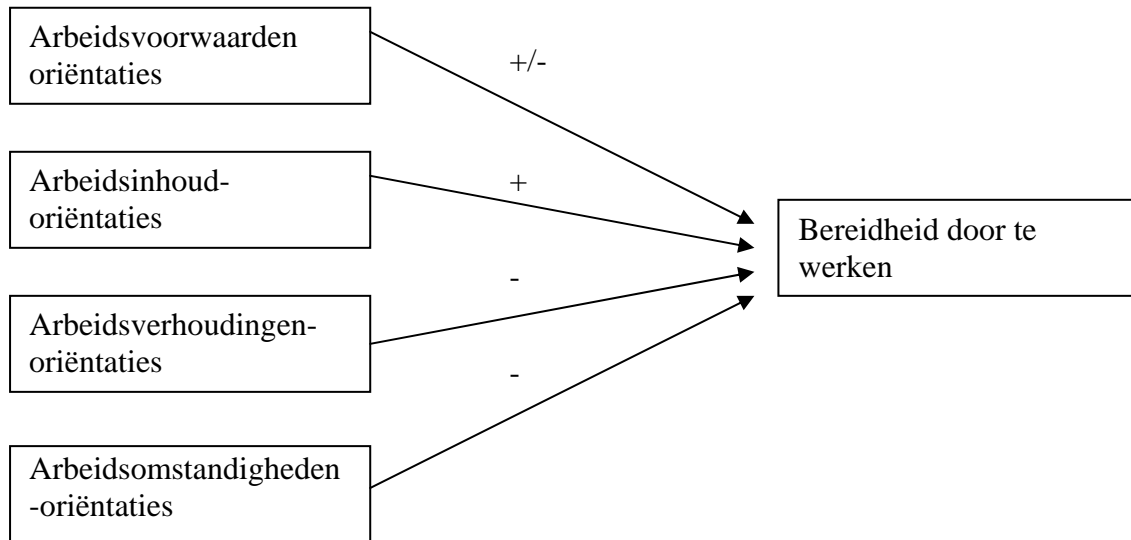 Arbeidsvoorwaarden
oriëntaties
+/-
Arbeidsinhoud-
oriëntaties
+
Bereidheid door te
werken
-
Arbeidsverhoudingen-
oriëntaties
-
Arbeidsomstandigheden
-oriëntaties